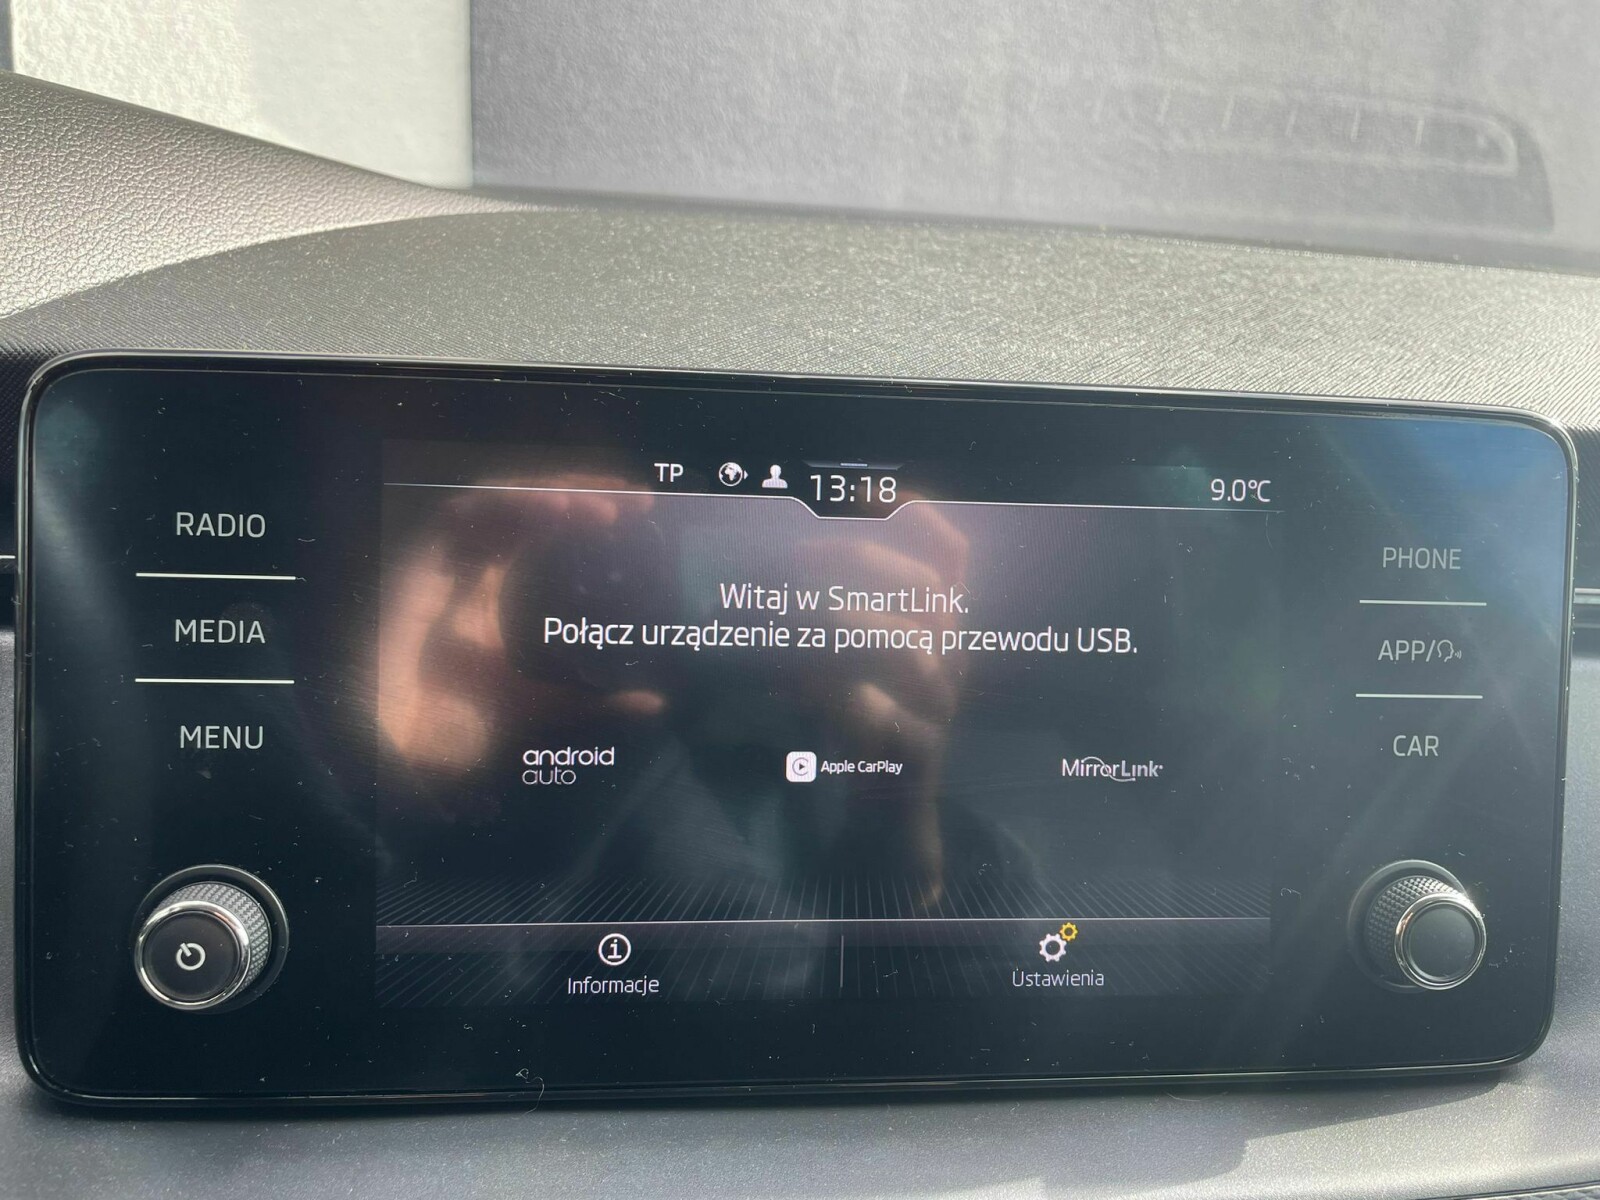 TP 13:18 9.0°C
RADIO
MEDIA
MENU
Witaj w SmartLink.
Połącz urządzenie za pomocą przewodu USB.
android
auto
Apple CarPlay
MirrorLink
Informacje
Ustawienia
PHONE
APP/
CAR